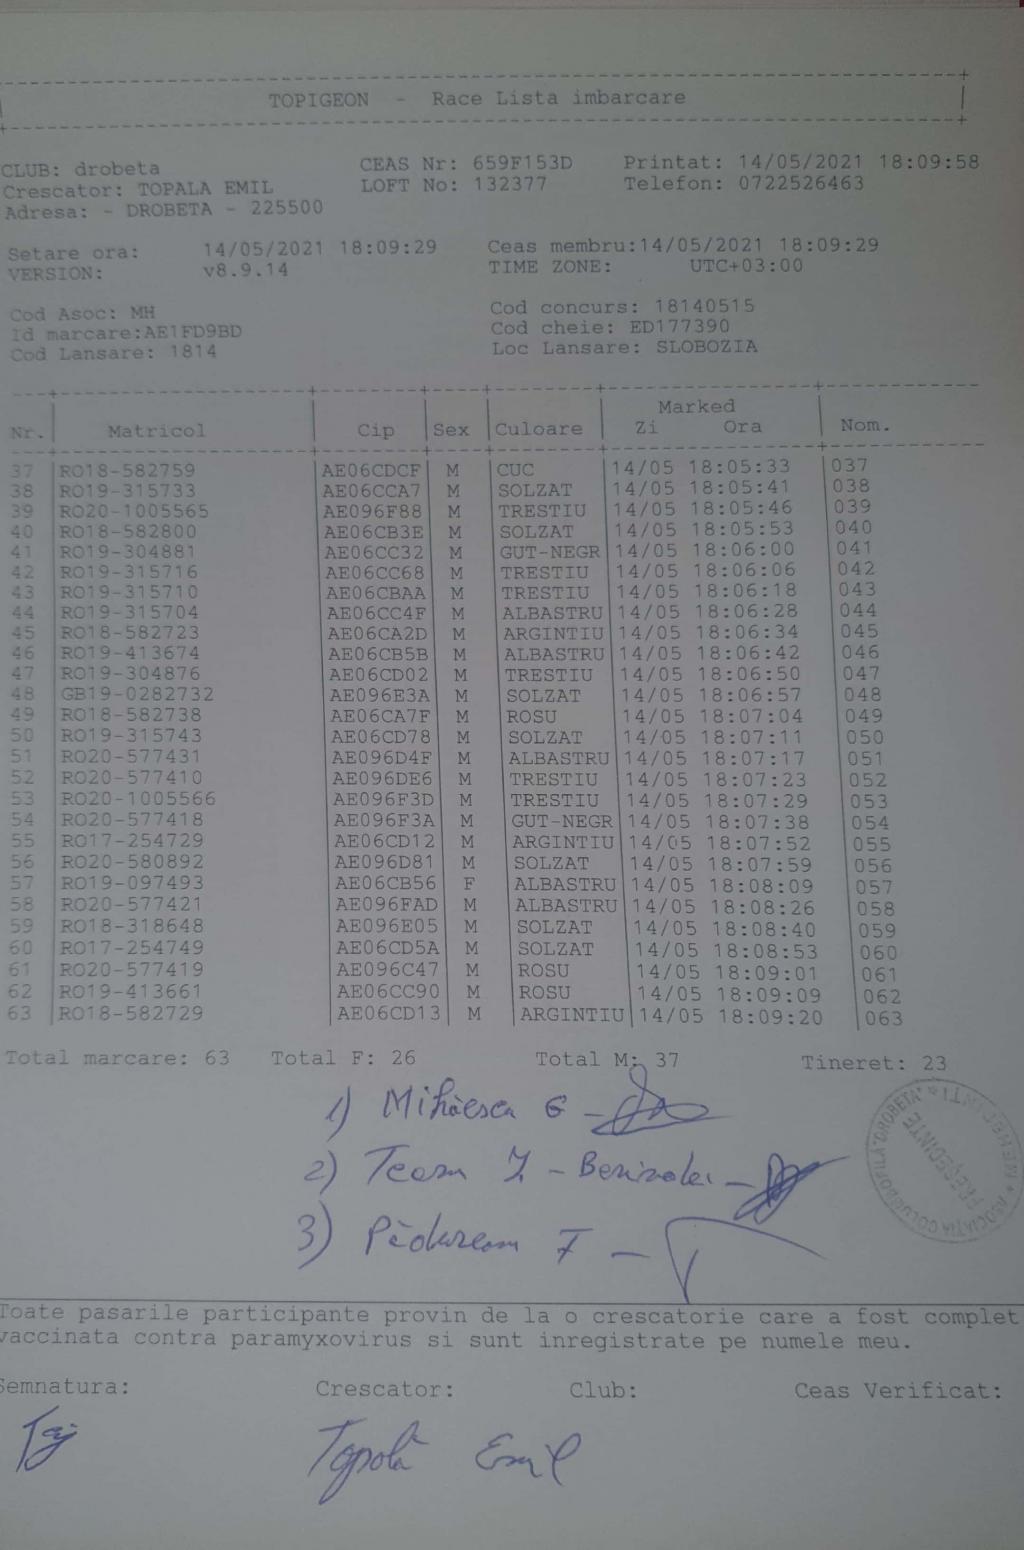 TOPIGEON - Race Lista imbarcare
CLUB: drobeta CEAS Nr: 659F153D Printat: 14/05/2021 18:09:58
Crescator: TOPALA EMIL LOFT No: 132377 Telefon: 0722526463
Adresa: - DROBETA - 225500
Setare ora: 14/05/2021 18:09:29 Ceas membru:14/05/2021 18:09:29
VERSION: v8.9.14 TIME ZONE: UTC+03:00
Cod Asoc: MH Cod concurs: 18140515
Id marcare:AE1FD9BD Cod cheie: ED177390
Cod Lansare: 1814 Loc Lansare: SLOBOZIA
Marked
Nr. Matricol Cip Sex Culoare Zi Ora Nom.
37 RO18-582759 AE06CDCF M CUC 14/05 18:05:33 037
38 RO19-315733 AE06CCA7 M SOLZAT 14/05 18:05:41 038
39 RO20-1005565 AE096F88 M TRESTIU 14/05 18:05:46 039
40 RO18-582800 AE06CB3E M SOLZAT 14/05 18:05:53 040
41 RO19-304881 AE06CC32 M GUT-NEGR 14/05 18:06:00 041
42 RO19-315716 AE06CC68 M TRESTIU 14/05 18:06:06 042
43 RO19-315710 AE06CBAA M TRESTIU 14/05 18:06:18 043
44 RO19-315704 AE06CC4F M ALBASTRU 14/05 18:06:28 044
45 RO18-582723 AE06CA2D M ARGINTIU 14/05 18:06:34 045
46 RO19-413674 AE06CB5B M ALBASTRU 14/05 18:06:42 046
47 RO19-304876 AE06CD02 M TRESTIU 14/05 18:06:50 047
48 GB19-0282732 AE096E3A M SOLZAT 14/05 18:06:57 048
49 RO18-582738 AE06CA7F M ROSU 14/05 18:07:04 049
50 RO19-315743 AE06CD78 M SOLZAT 14/05 18:07:11 050
51 RO20-577431 AE096D4F M ALBASTRU 14/05 18:07:17 051
52 RO20-577410 AE096DE6 M TRESTIU 14/05 18:07:23 052
53 RO20-1005566 AE096F3D M TRESTIU 14/05 18:07:29 053
54 RO20-577418 AE096F3A M GUT-NEGR 14/05 18:07:38 054
55 RO17-254729 AE06CD12 M ARGINTIU 14/05 18:07:52 055
56 RO20-580892 AE096D81 M SOLZAT 14/05 18:07:59 056
57 RO19-097493 AE06CB56 F ALBASTRU 14/05 18:08:09 057
58 RO20-577421 AE096FAD M ALBASTRU 14/05 18:08:26 058
59 RO18-318648 AE096E05 M SOLZAT 14/05 18:08:40 059
60 RO17-254749 AE06CD5A M SOLZAT 14/05 18:08:53 060
61 RO20-577419 AE096C47 M ROSU 14/05 18:09:01 061
62 RO19-413661 AE06CC90 M ROSU 14/05 18:09:09 062
63 RO18-582729 AE06CD13 M ARGINTIU 14/05 18:09:20 063
Total marcare: 63 Total F: 26 Total M: 37 Tineret: 23
1) Mihăescu G -
2) Team - -
3) F -
ASOCIAŢIA COLUMBOFILĂ "DROBETA" * MEHEDINŢI *
PREŞEDINTE
Toate pasarile participante provin de la o crescatorie care a fost complet
vaccinata contra paramyxovirus si sunt inregistrate pe numele meu.
Semnatura: Crescator: Club: Ceas Verificat:
Topală Emil